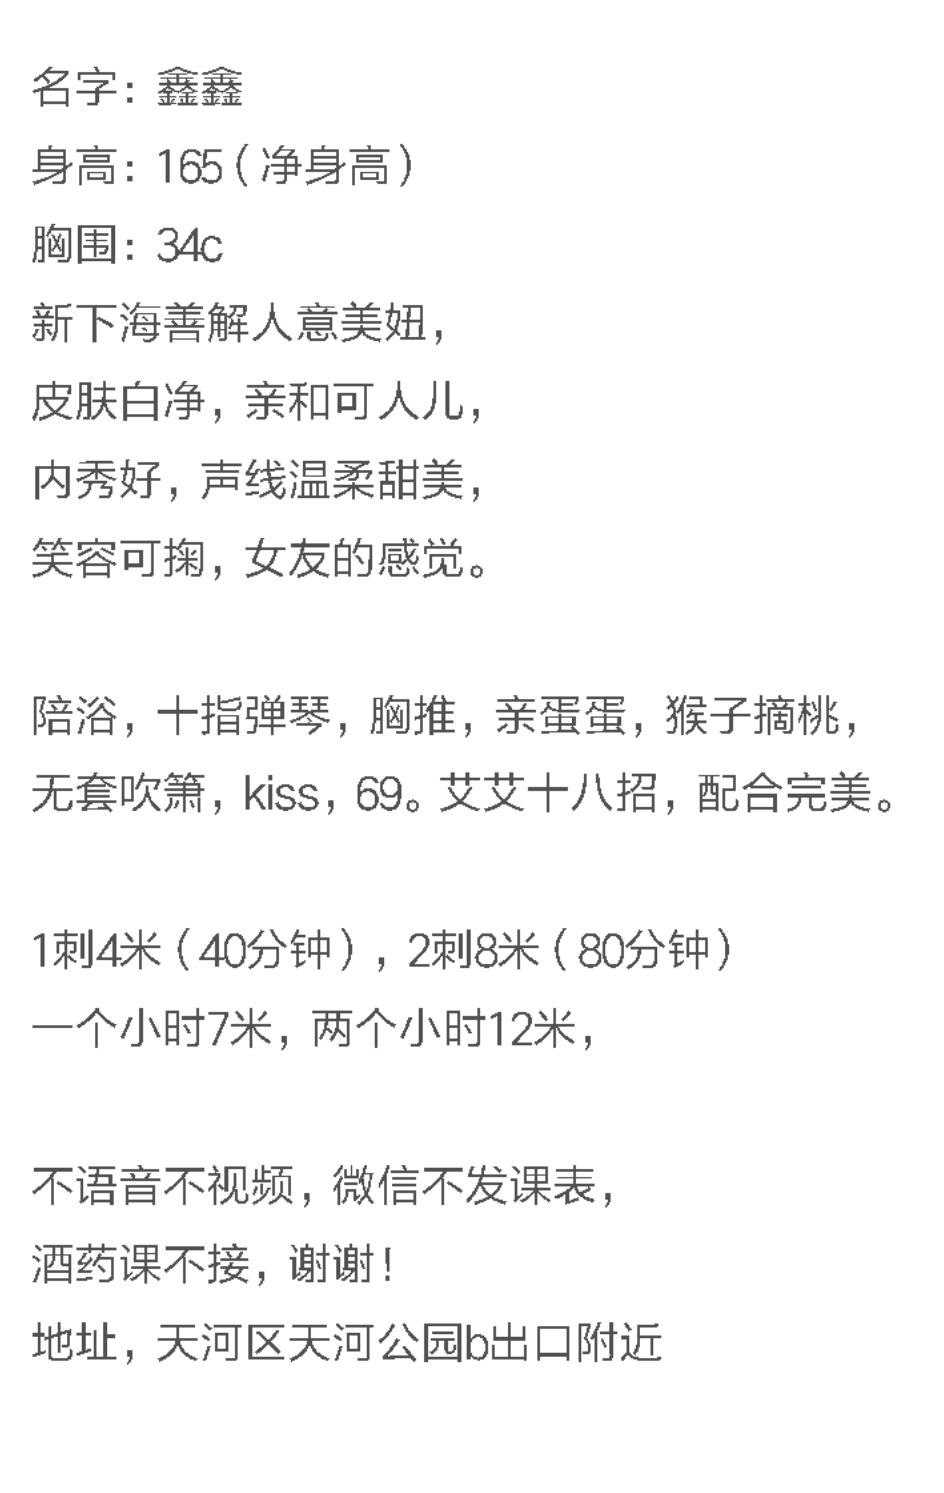 名字：鑫鑫
身高：165（净身高）
胸围：34c
新下海善解人意美妞，
皮肤白净，亲和可人儿，
内秀好，声线温柔甜美，
笑容可掬，女友的感觉。
陪浴，十指弹琴，胸推，亲蛋蛋，猴子摘桃，
无套吹箫，kiss，69。艾艾十八招，配合完美。
1刺4米（40分钟），2刺8米（80分钟）
一个小时7米，两个小时12米，
不语音不视频，微信不发课表，
酒药课不接，谢谢！
地址，天河区天河公园b出口附近